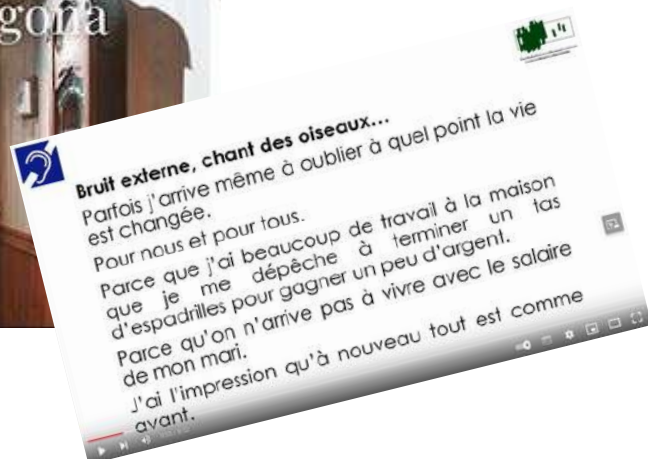 gona
Bruit externe, chant des oiseaux...
Parfois j'arrive même à oublier à quel point la vie
est changée.
Pour nous et pour tous.
Parce que j'ai beaucoup de travail à la maison
que je me dépêche à terminer un tas
d'espadrilles pour gagner un peu d'argent.
Parce qu'on n'arrive pas à vivre avec le salaire
de mon mari.
J'ai l'impression qu'à nouveau tout est comme
avant.